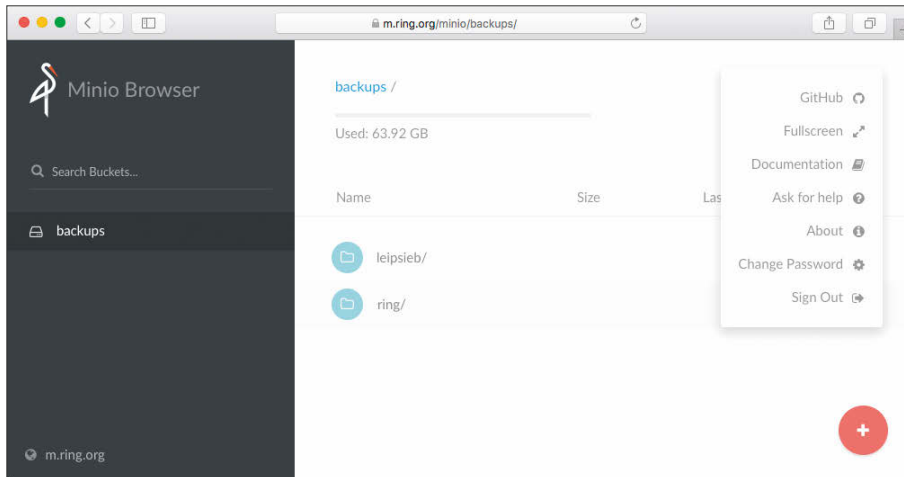 m.ring.org/minio/backups/
Minio Browser
Search Buckets...
backups
m.ring.org
backups /
Used: 63.92 GB
Name Size Las
leipsieb/
ring/
GitHub
Fullscreen
Documentation
Ask for help
About
Change Password
Sign Out